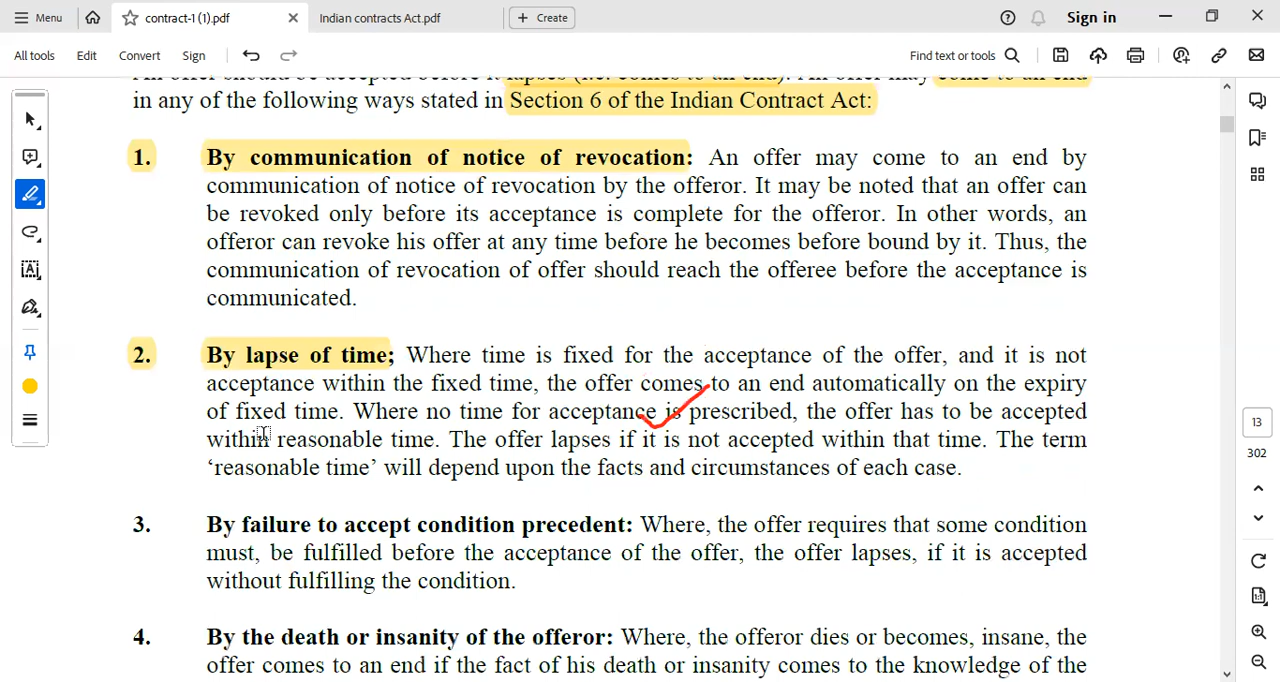 Menu
contract-1 (1).pdf
Indian contracts Act.pdf
Create
Sign in
All tools
Edit
Convert
Sign
Find text or tools
in any of the following ways stated in Section 6 of the Indian Contract Act:
1. By communication of notice of revocation: An offer may come to an end by
communication of notice of revocation by the offeror. It may be noted that an offer can
be revoked only before its acceptance is complete for the offeror. In other words, an
offeror can revoke his offer at any time before he becomes before bound by it. Thus, the
communication of revocation of offer should reach the offeree before the acceptance is
communicated.
2. By lapse of time; Where time is fixed for the acceptance of the offer, and it is not
acceptance within the fixed time, the offer comes to an end automatically on the expiry
of fixed time. Where no time for acceptance is prescribed, the offer has to be accepted
within reasonable time. The offer lapses if it is not accepted within that time. The term
‘reasonable time’ will depend upon the facts and circumstances of each case.
3. By failure to accept condition precedent: Where, the offer requires that some condition
must, be fulfilled before the acceptance of the offer, the offer lapses, if it is accepted
without fulfilling the condition.
4. By the death or insanity of the offeror: Where, the offeror dies or becomes, insane, the
offer comes to an end if the fact of his death or insanity comes to the knowledge of the
13
302